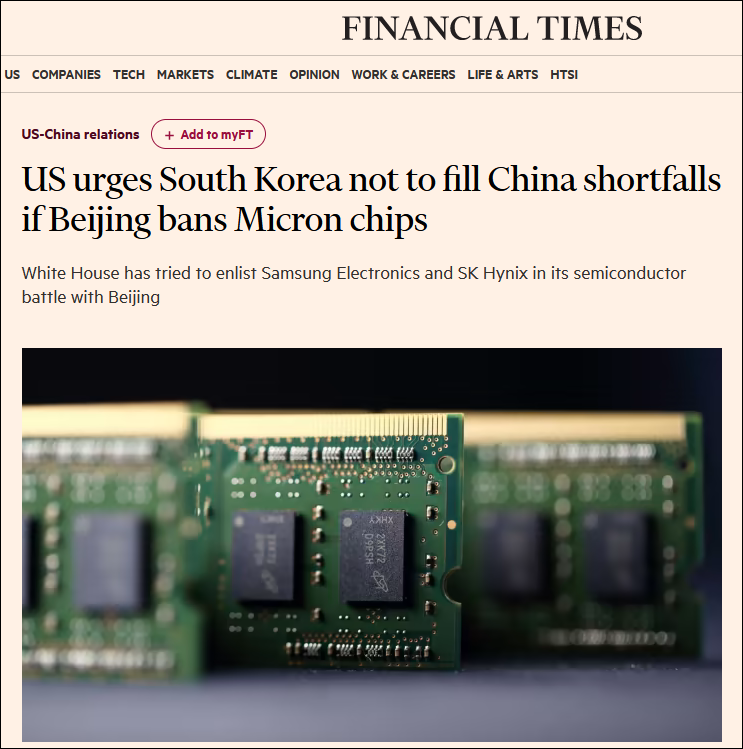 FINANCIAL TIMES
US COMPANIES TECH MARKETS CLIMATE OPINION WORK & CAREERS LIFE & ARTS HTSI
US-China relations + Add to myFT
US urges South Korea not to fill China shortfalls
if Beijing bans Micron chips
White House has tried to enlist Samsung Electronics and SK Hynix in its semiconductor
battle with Beijing
XHKY
2XK72
D9PSH